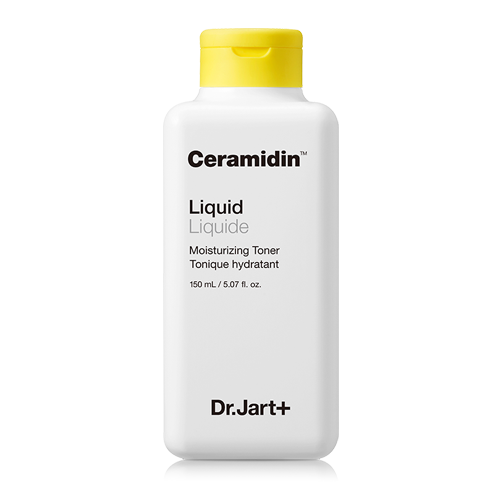 Ceramidin™
Liquid
Liquide
Moisturizing Toner
Tonique hydratant
150 mL / 5.07 fl. oz.
Dr.Jart+